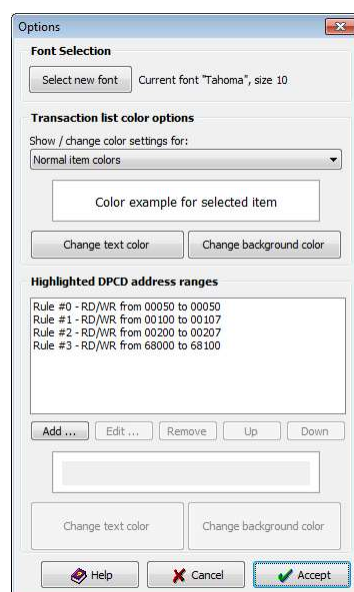 Options
Font Selection
Select new font Current font "Tahoma", size 10
Transaction list color options
Show / change color settings for:
Normal item colors
Color example for selected item
Change text color Change background color
Highlighted DPCD address ranges
Rule #0 - RD/WR from 00050 to 00050
Rule #1 - RD/WR from 00100 to 00107
Rule #2 - RD/WR from 00200 to 00207
Rule #3 - RD/WR from 68000 to 68100
Add ... Edit ... Remove Up Down
Change text color Change background color
Help Cancel Accept